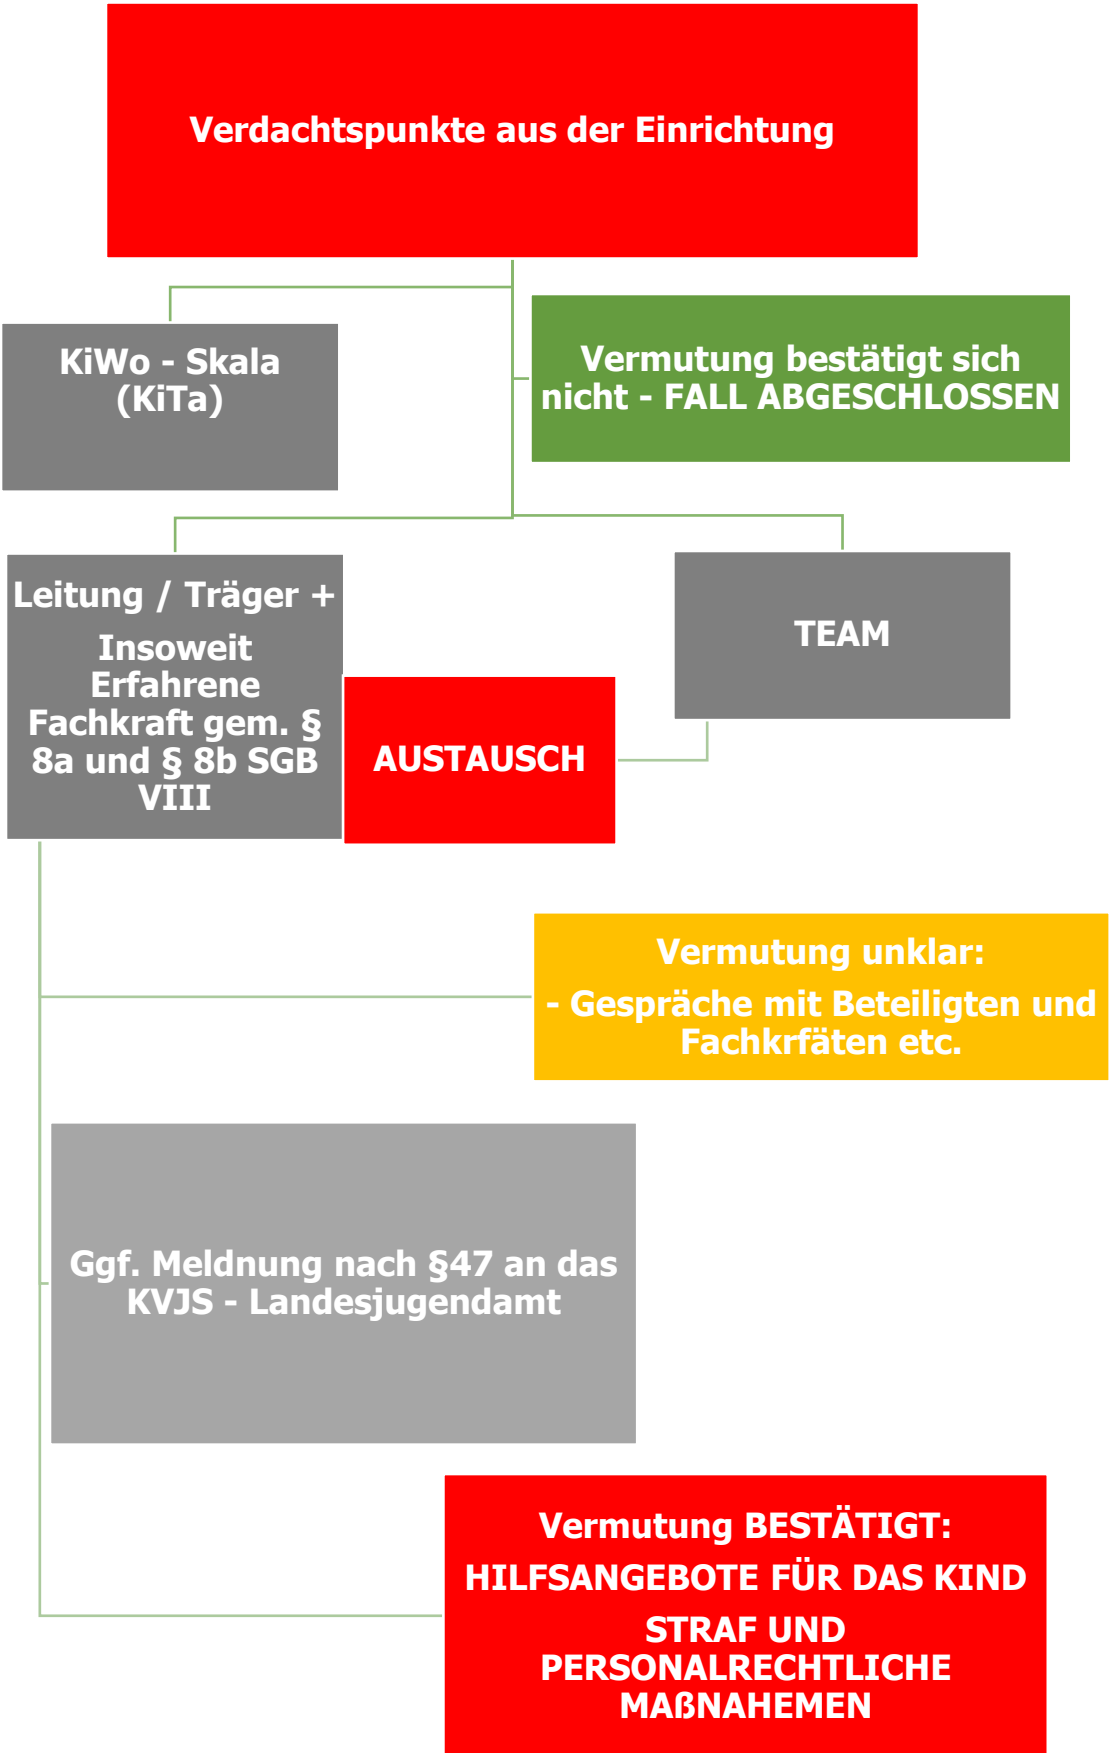 Verdachtspunkte aus der Einrichtung
KiWo - Skala
(KiTa)
Vermutung bestätigt sich
nicht - FALL ABGESCHLOSSEN
Leitung / Träger +
Insoweit
Erfahrene
Fachkraft gem. §
8a und § 8b SGB
VIII
TEAM
AUSTAUSCH
Vermutung unklar:
- Gespräche mit Beteiligten und
Fachkrfäten etc.
Ggf. Meldnung nach §47 an das
KVJS - Landesjugendamt
Vermutung BESTÄTIGT:
HILFSANGEBOTE FÜR DAS KIND
STRAF UND
PERSONALRECHTLICHE
MAßNAHEMEN